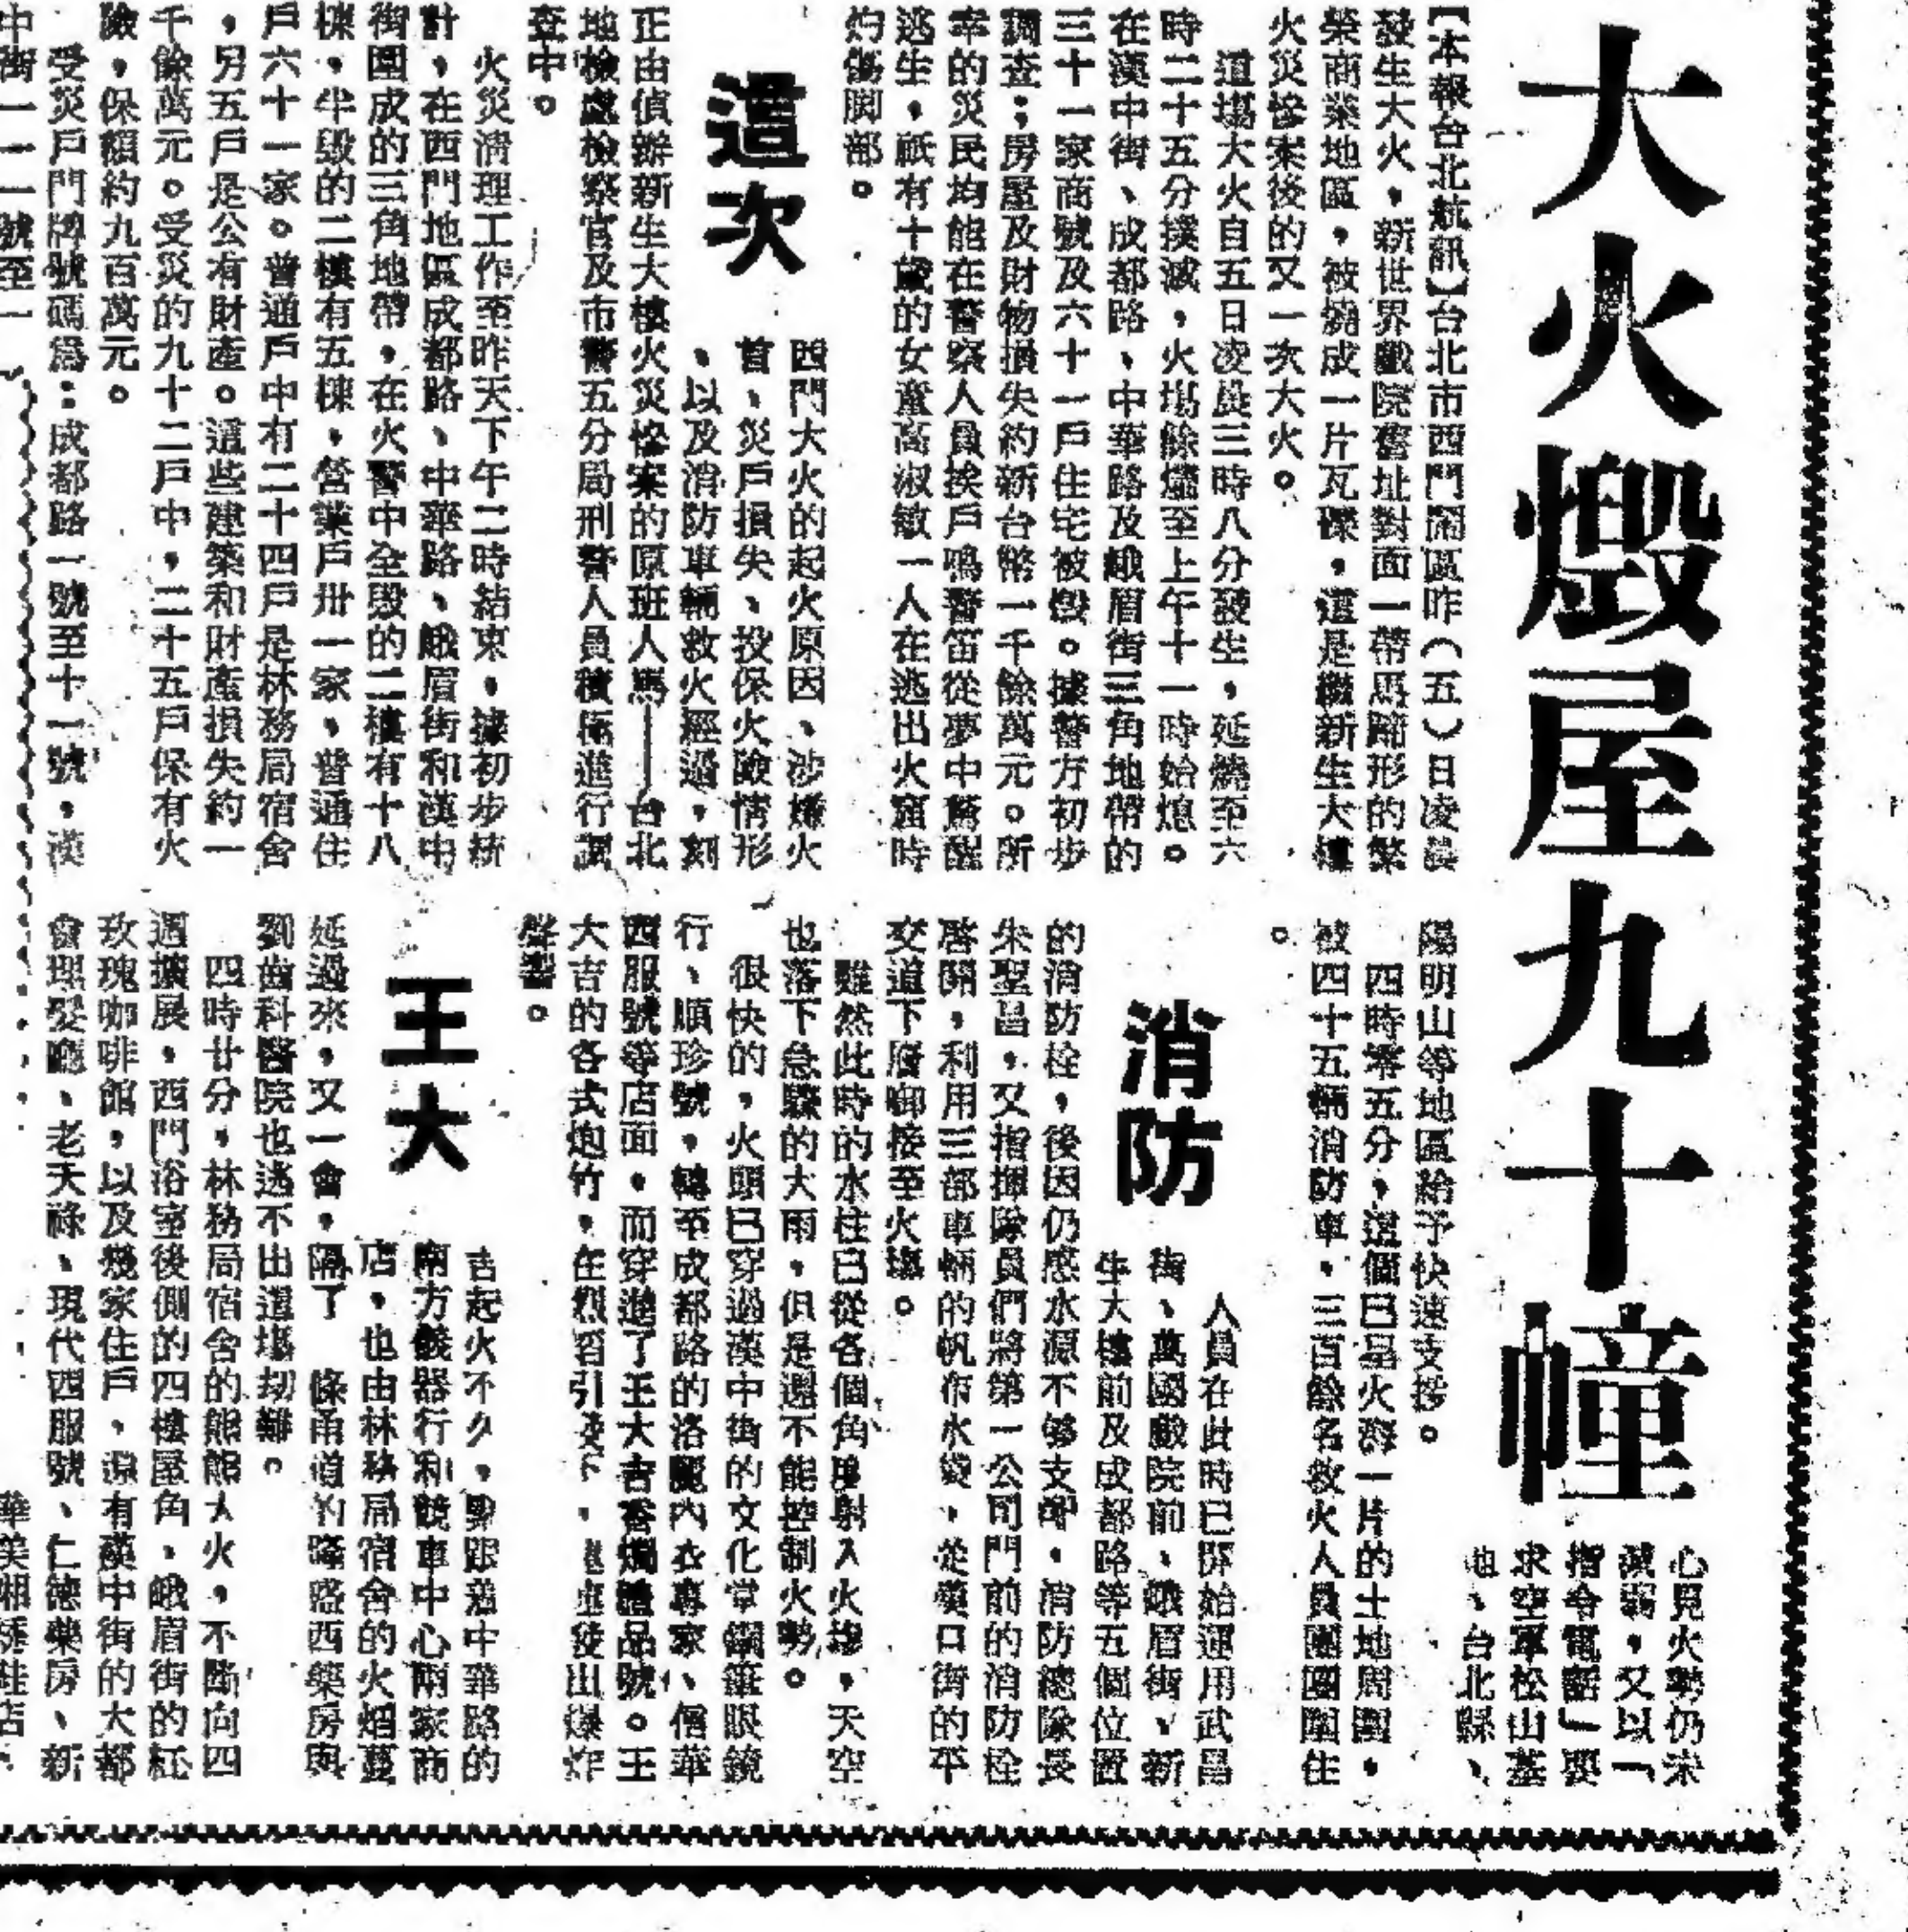 大火燬屋九十幢
【本報台北航訊】台北市西門鬧區昨（五）日凌晨
發生大火，新世界戲院舊址對面一帶馬蹄形的繁
榮商業地區，被燒成一片瓦礫，這是繼新生大樓
火災慘案後的又一次大火。
這場大火自五日凌晨三時八分發生，延燒至六
時二十五分撲滅，火場餘燼至上午十一時始熄。
在漢中街、成都路、中華路及峨眉街三角地帶的
三十一家商號及六十一戶住宅被燬。據警方初步
調查；房屋及財物損失約新台幣一千餘萬元。所
幸的災民均能在警察人員挨戶鳴警笛從夢中驚醒
逃生，祇有十歲的女童高淑敏一人在逃出火窟時
灼傷脚部。
這次
西門大火的起火原因、涉嫌火
首、災戶損失、投保火險情形
、以及消防車輛救火經過，刻
正由偵辦新生大樓火災慘案的原班人馬——台北
地檢處檢察官及市警五分局刑警人員積極進行調
查中。
火災清理工作至昨天下午二時結束，據初步統
計，在西門地區成都路、中華路、峨眉街和漢中
街圍成的三角地帶，在火警中全毀的二樓有十八
棟，半毀的二樓有五棟，營業戶卅一家，普通住
戶六十一家。普通戶中有二十四戶是林務局宿舍
，另五戶是公有財產。這些建築和財產損失約一
千餘萬元。受災的九十二戶中，二十五戶保有火
險，保額約九百萬元。
受災戶門牌號碼爲：成都路一號至十一號，漢
中街一一一號至一
心見火勢仍未
減弱，又以「
指令電話」要
求空軍松山基
地、台北縣、
陽明山等地區給予快速支援。
四時零五分，這個已呈火海一片的土地周圍，
被四十五輛消防車，三百餘名救火人員團團圍住
。
消防
人員在此時已開始運用武昌
街、萬國戲院前、峨眉街、新
生大樓前及成都路等五個位置
的消防栓，後因仍感水源不够支解，消防總隊長
朱聖昌，又指揮隊員們將第一公司門前的消防栓
啓開，利用三部車輛的帆布水袋，從漢口街的平
交道下層啣接至火塲。
雖然此時的水柱已從各個角度射入火塲，天空
也落下急驟的大雨，但是還不能控制火勢。
很快的，火頭已穿過漢中街的文化堂鋼筆眼鏡
行、順珍號，轉至成都路的洛麗內衣專家、僑華
西服號等店面，而穿進了王大吉香燭禮品號。王
大吉的各式炮竹，在烈焰引燃下，連連發出爆炸
聲響。
王大
吉起火不久，緊跟着中華路的
南方儀器行和競車中心兩家商
店，也由林務局宿舍的火焰蔓
延過來，又一會，隔了　條甬道的隆盛西藥房與
劉齒科醫院也逃不出這場刧難。
四時廿分，林務局宿舍的熊熊大火，不斷向四
週擴展，西門浴室後側的四樓屋角，峨眉街的紅
玫瑰咖啡館，以及幾家住戶，還有漢中街的大都
會理髮廳、老天祿、現代西服號、仁德藥房、新
華美湘繡鞋店